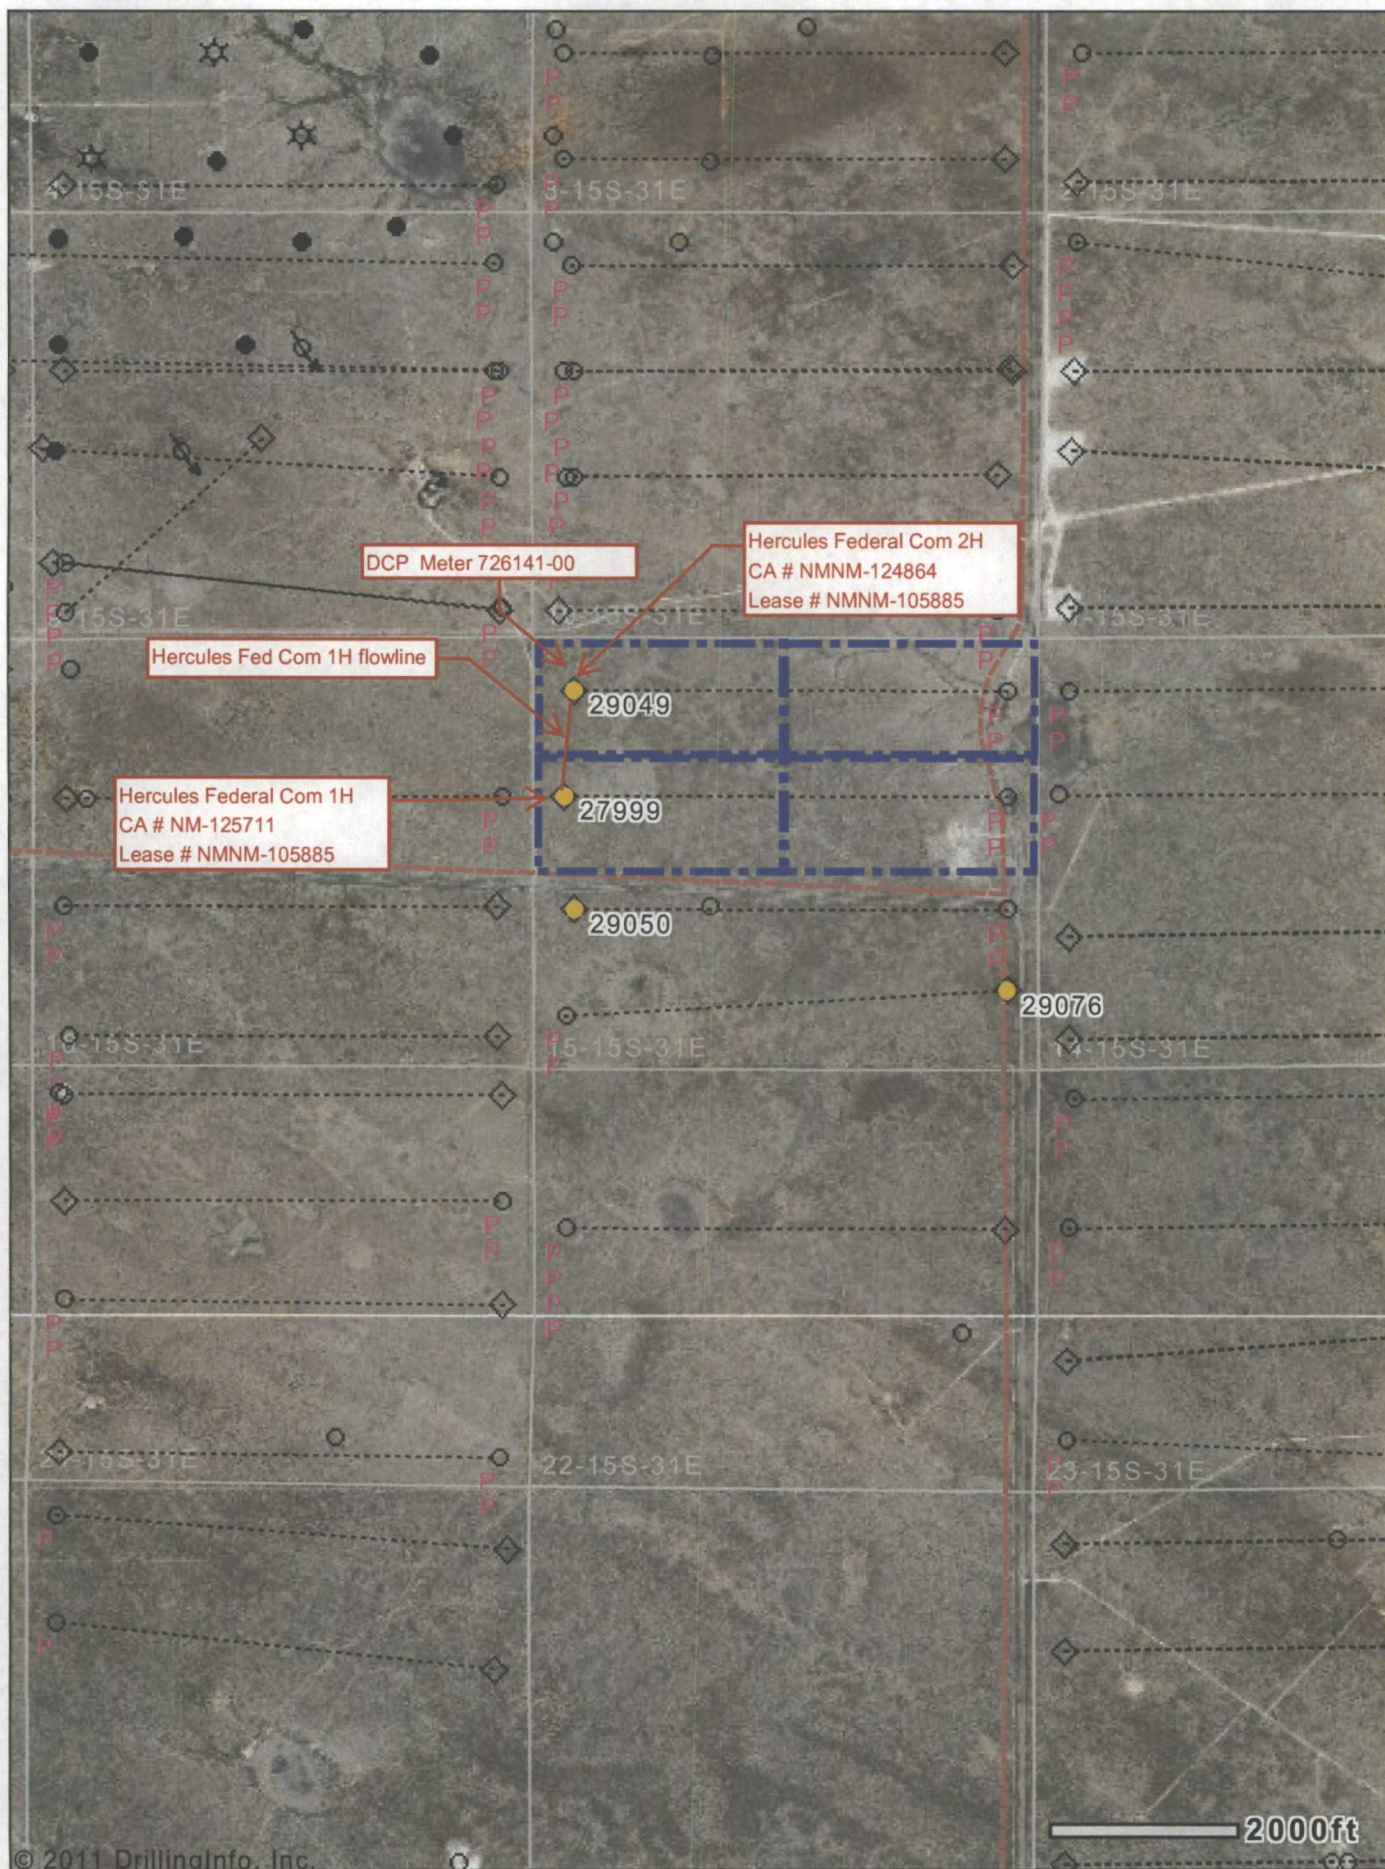 4-15S-31E
3-15S-31E
2-15S-31E
DCP Meter 726141-00
Hercules Federal Com 2H
CA # NMNM-124864
Lease # NMNM-105885
Hercules Fed Com 1H flowline
29049
Hercules Federal Com 1H
CA # NM-125711
Lease # NMNM-105885
27999
29050
29076
15-15S-31E
14-15S-31E
22-15S-31E
23-15S-31E
2000ft
© 2011 DrillingInfo, Inc.